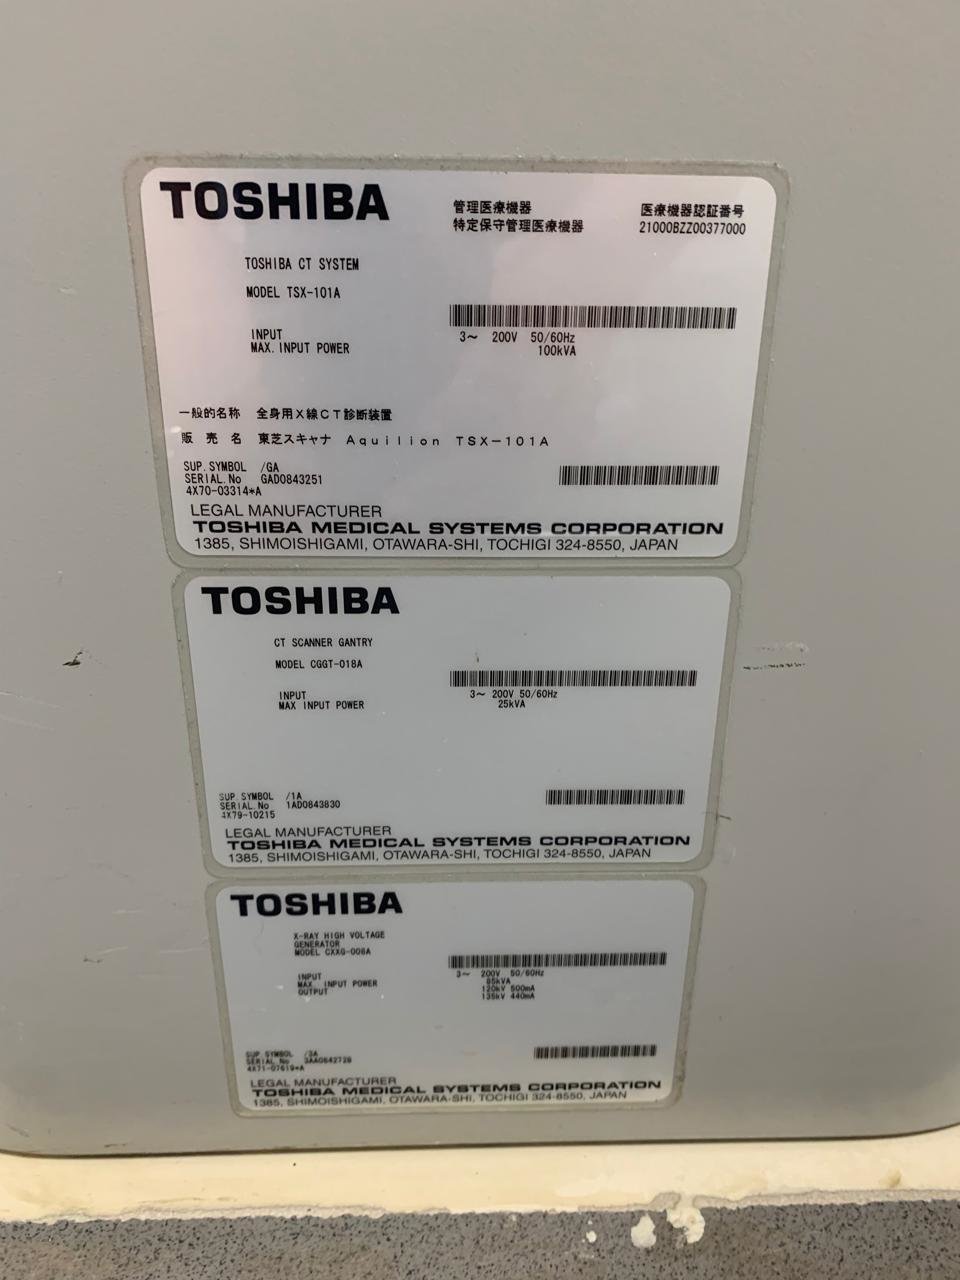 TOSHIBA
管理医療機器
特定保守管理医療機器
医療機器認証番号
21000BZZ00377000
TOSHIBA CT SYSTEM
MODEL TSX-101A
INPUT 3～ 200V 50/60Hz
MAX. INPUT POWER 100kVA
一般的名称 全身用X線CT診断装置
販売名 東芝スキャナ Aquilion TSX-101A
SUP. SYMBOL /GA
SERIAL. No GAD0843251
4X70-03314*A
LEGAL MANUFACTURER
TOSHIBA MEDICAL SYSTEMS CORPORATION
1385, SHIMOISHIGAMI, OTAWARA-SHI, TOCHIGI 324-8550, JAPAN
TOSHIBA
CT SCANNER GANTRY
MODEL CGGT-018A
INPUT 3～ 200V 50/60Hz
MAX INPUT POWER 25kVA
SUP. SYMBOL /1A
SERIAL. No 1AD0843830
4X79-10215
LEGAL MANUFACTURER
TOSHIBA MEDICAL SYSTEMS CORPORATION
1385, SHIMOISHIGAMI, OTAWARA-SHI, TOCHIGI 324-8550, JAPAN
TOSHIBA
X-RAY HIGH VOLTAGE
GENERATOR
MODEL CXXG-008A
INPUT 3～ 200V 50/60Hz
MAX. INPUT POWER 85kVA
OUTPUT 120kV 500mA
135kV 440mA
SUP. SYMBOL /3A
SERIAL. No 3AA0842728
4X71-07619*A
LEGAL MANUFACTURER
TOSHIBA MEDICAL SYSTEMS CORPORATION
1385, SHIMOISHIGAMI, OTAWARA-SHI, TOCHIGI 324-8550, JAPAN